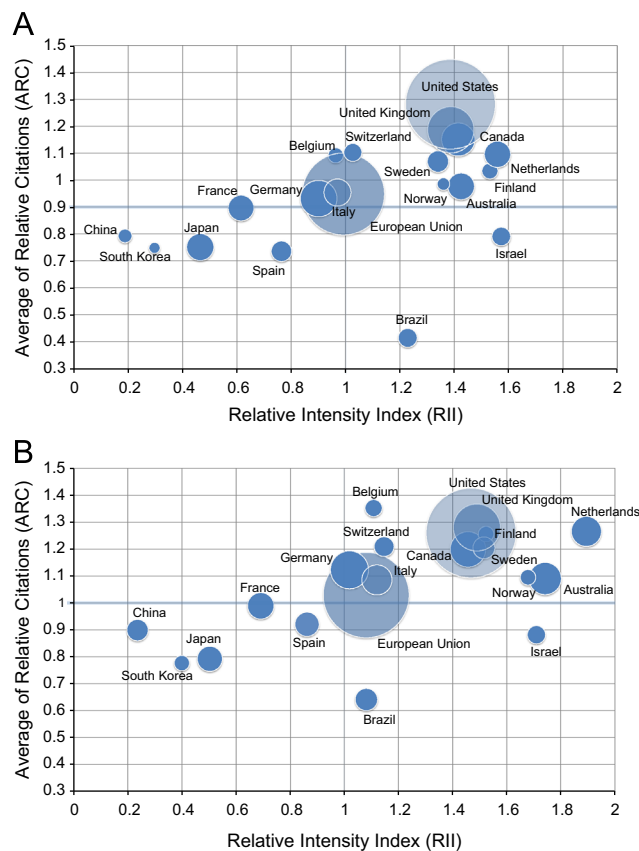 A
Average of Relative Citations (ARC)
1.5
1.4
1.3
1.2
1.1
1
0.9
0.8
0.7
0.6
0.5
0.4
0.3
United States
United Kingdom
Switzerland
Canada
Belgium
Netherlands
Sweden
Finland
France
Germany
Norway
Australia
Italy
European Union
China
Japan
South Korea
Spain
Israel
Brazil
0 0.2 0.4 0.6 0.8 1 1.2 1.4 1.6 1.8 2
Relative Intensity Index (RII)
B
Average of Relative Citations (ARC)
1.5
1.4
1.3
1.2
1.1
1
0.9
0.8
0.7
0.6
0.5
0.4
0.3
United States
Belgium
United Kingdom
Netherlands
Switzerland
Finland
Germany
Canada
Sweden
Italy
France
Norway
Australia
China
Japan
Spain
European Union
Israel
South Korea
Brazil
0 0.2 0.4 0.6 0.8 1 1.2 1.4 1.6 1.8 2
Relative Intensity Index (RII)